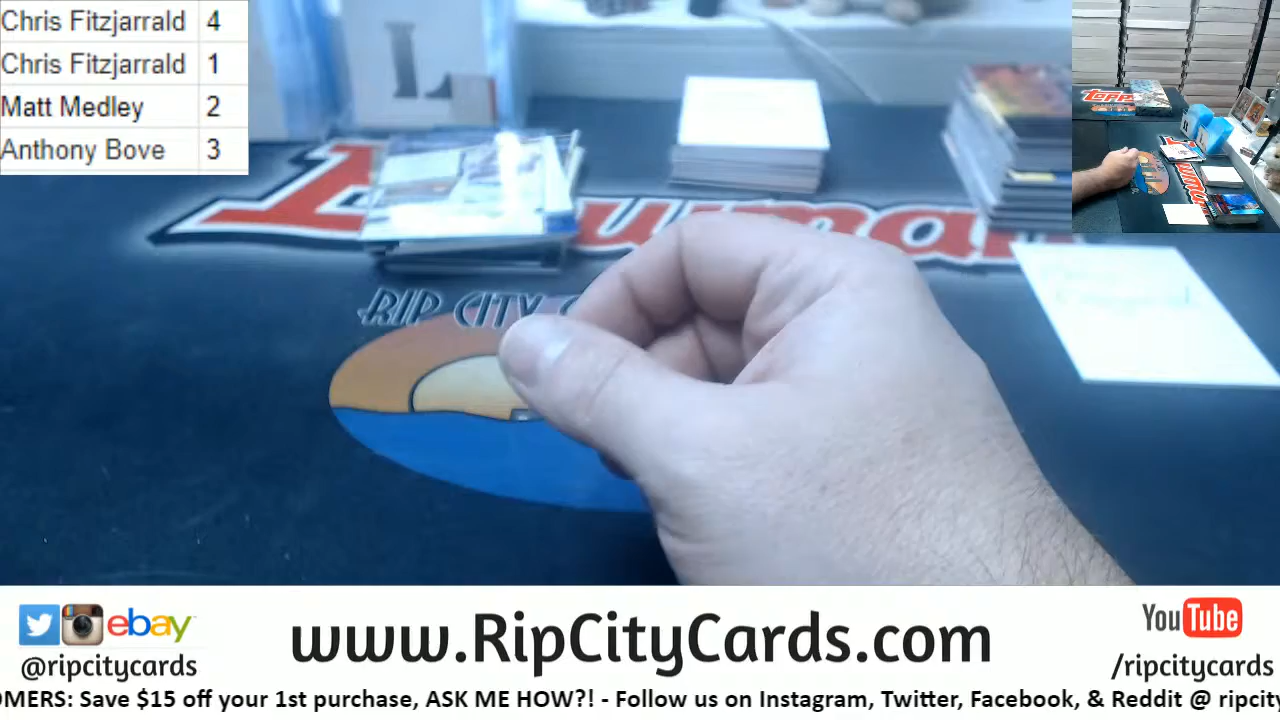 Chris Fitzjarrald 4
Chris Fitzjarrald 1
Matt Medley 2
Anthony Bove 3
L
TOPPS
RIP CITY
ebay
www.RipCityCards.com
YouTube
@ripcitycards
/ripcitycards
OMERS: Save $15 off your 1st purchase, ASK ME HOW?! - Follow us on Instagram, Twitter, Facebook, & Reddit @ ripcity